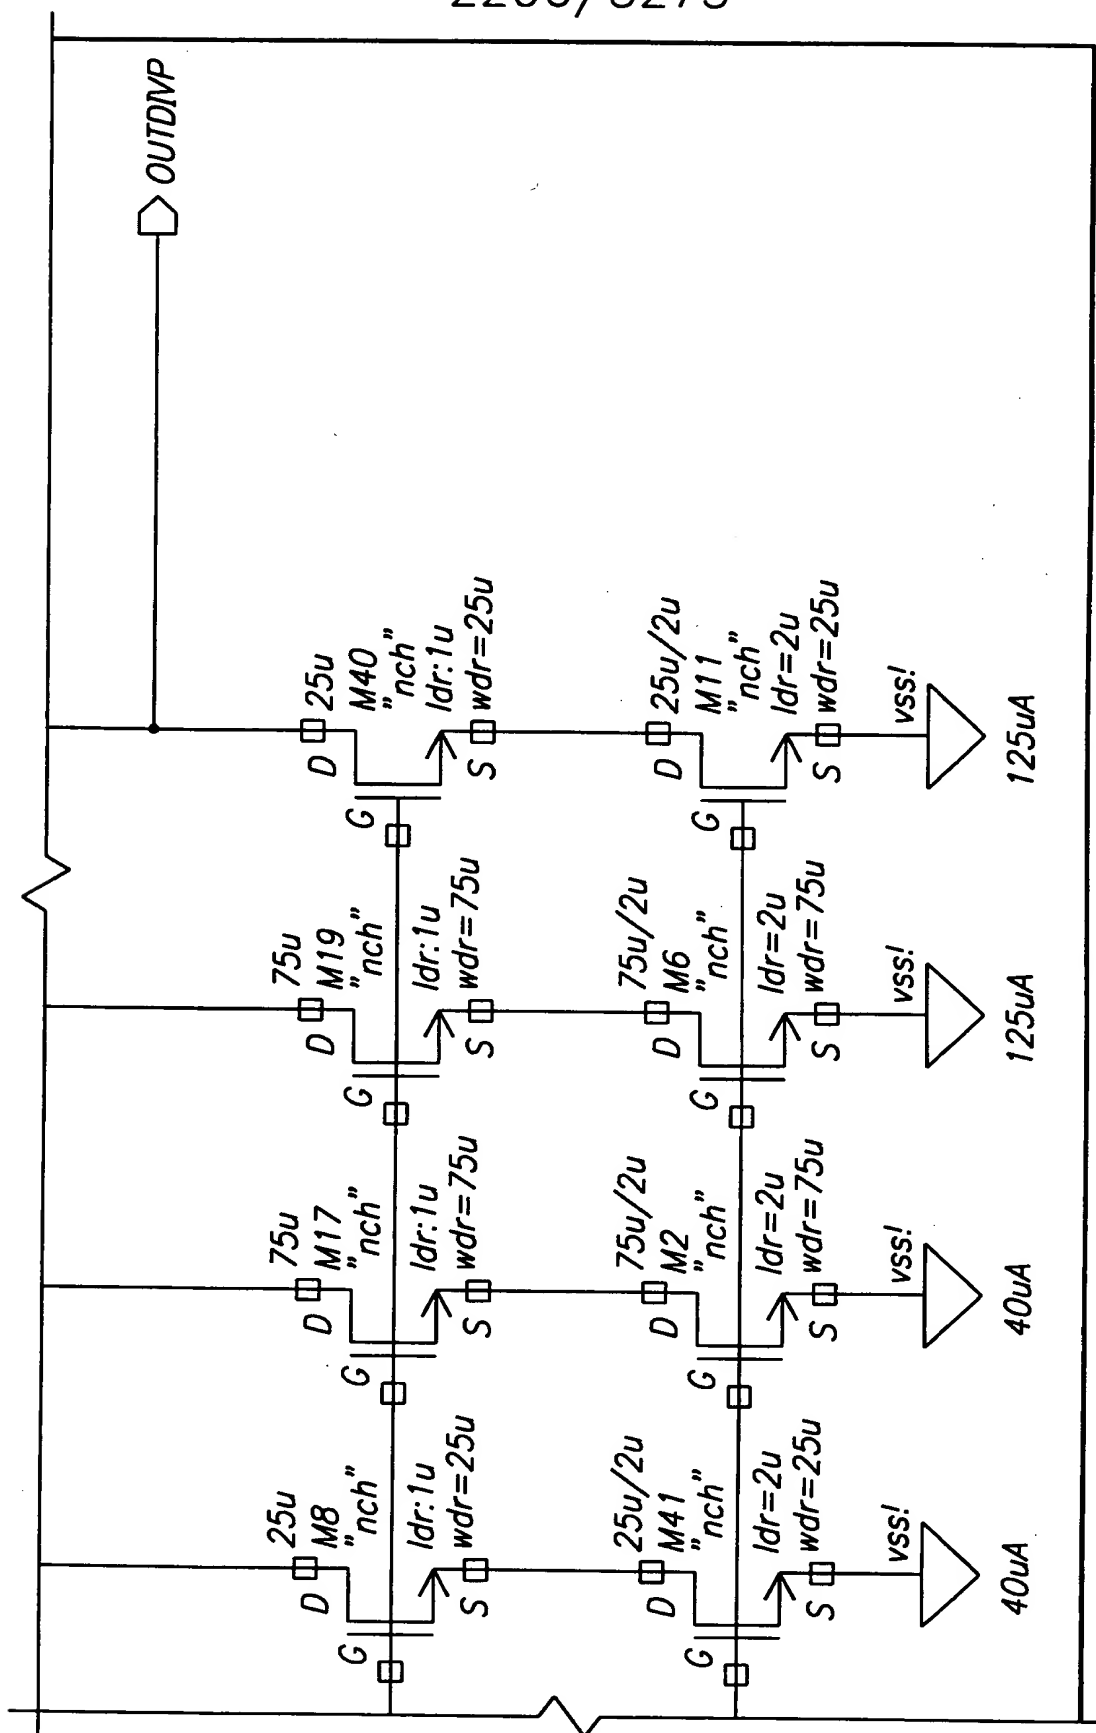 OUTDIVP
25u
M8
"nch"
ldr:1u
wdr=25u
D
G
S
75u
M17
"nch"
ldr:1u
wdr=75u
D
G
S
75u
M19
"nch"
ldr:1u
wdr=75u
D
G
S
25u
M40
"nch"
ldr:1u
wdr=25u
D
G
S
25u/2u
M41
"nch"
ldr=2u
wdr=25u
D
G
S
75u/2u
M2
"nch"
ldr=2u
wdr=75u
D
G
S
75u/2u
M6
"nch"
ldr=2u
wdr=75u
D
G
S
25u/2u
M11
"nch"
ldr=2u
wdr=25u
D
G
S
vss!
vss!
vss!
vss!
40uA
40uA
125uA
125uA